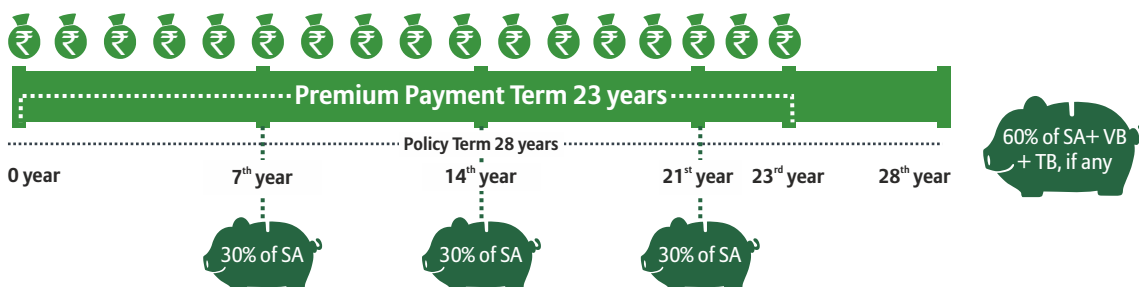 ₹ ₹ ₹ ₹ ₹ ₹ ₹ ₹ ₹ ₹ ₹ ₹ ₹ ₹ ₹ ₹ ₹
Premium Payment Term 23 years
Policy Term 28 years
0 year
7th year
14th year
21st year
23rd year
28th year
60% of SA+ VB
+ TB, if any
30% of SA
30% of SA
30% of SA